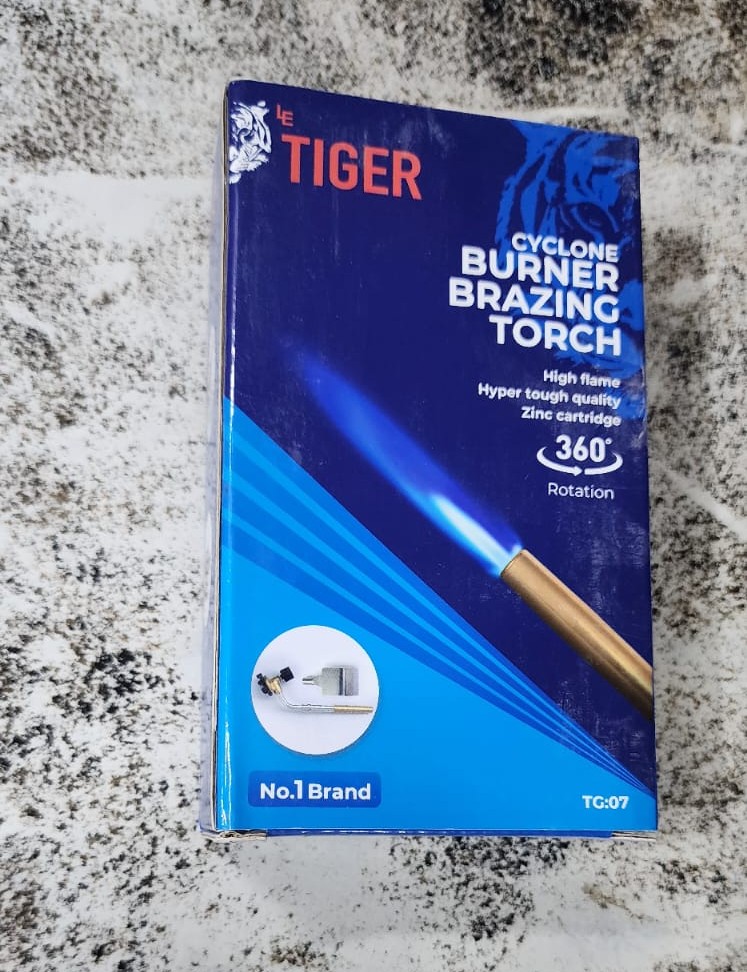 LE
TIGER
CYCLONE
BURNER
BRAZING
TORCH
High flame
Hyper tough quality
Zinc cartridge
360°
Rotation
No.1 Brand
TG:07